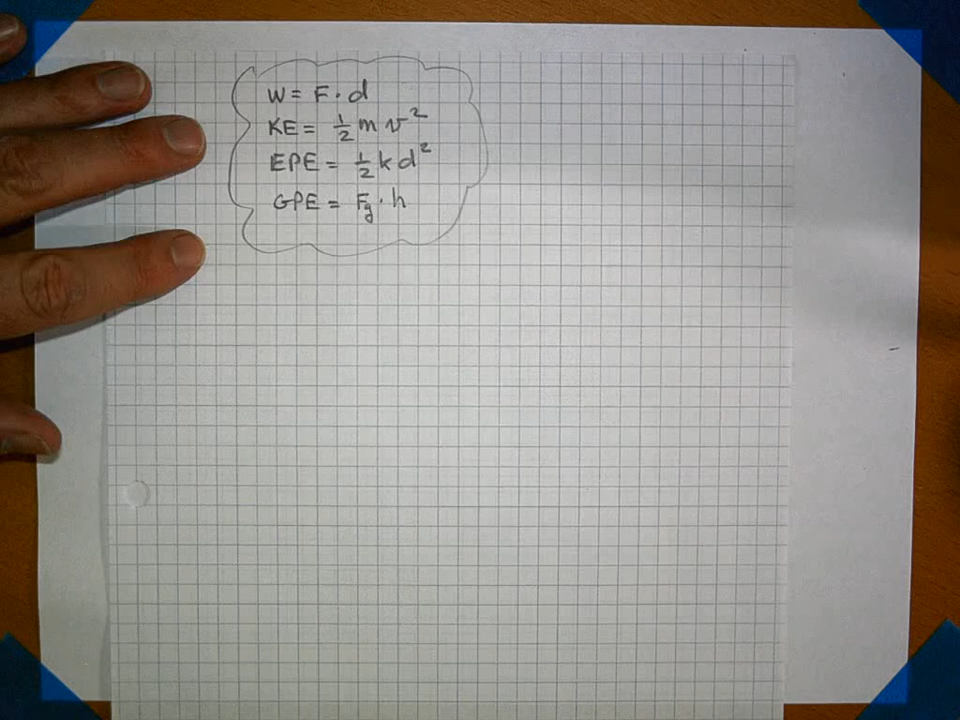 W = F · d
KE = 1/2 m v²
EPE = 1/2 k d²
GPE = Fg · h